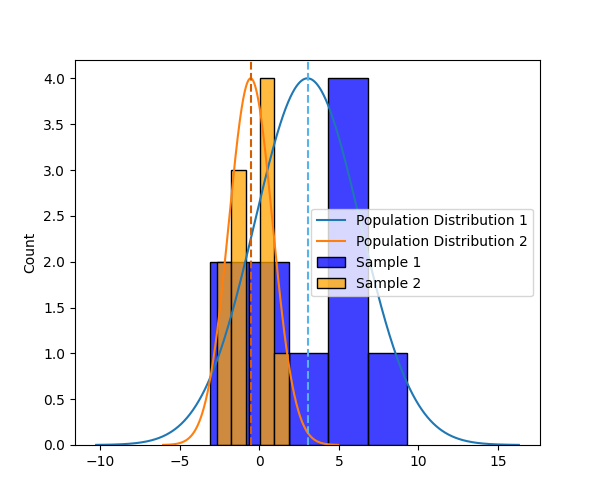 4.0
3.5
3.0
2.5
2.0
1.5
1.0
0.5
0.0
Count
Population Distribution 1
Population Distribution 2
Sample 1
Sample 2
−10 −5 0 5 10 15